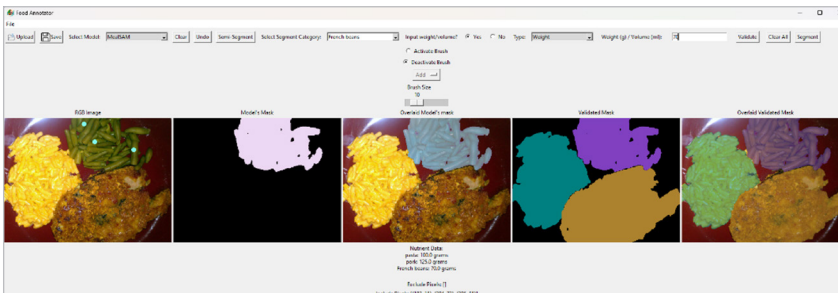 Food Annotator
File
Upload Save Select Model: MealSAM Clear Undo Semi Segment Select Segment Category: French beans Input weight/volume? Yes No Type: Weight Weight (g) / Volume (ml): 70 Validate Clear All Segment
Activate Brush
Deactivate Brush
Add
Brush Size
10
RGB Image Model's Mask Overlaid Model's mask Validated Mask Overlaid Validated Mask
Nutrient Data:
pasta: 100.0 grams
pork: 125.0 grams
French beans: 70.0 grams
Exclude Pixels: []